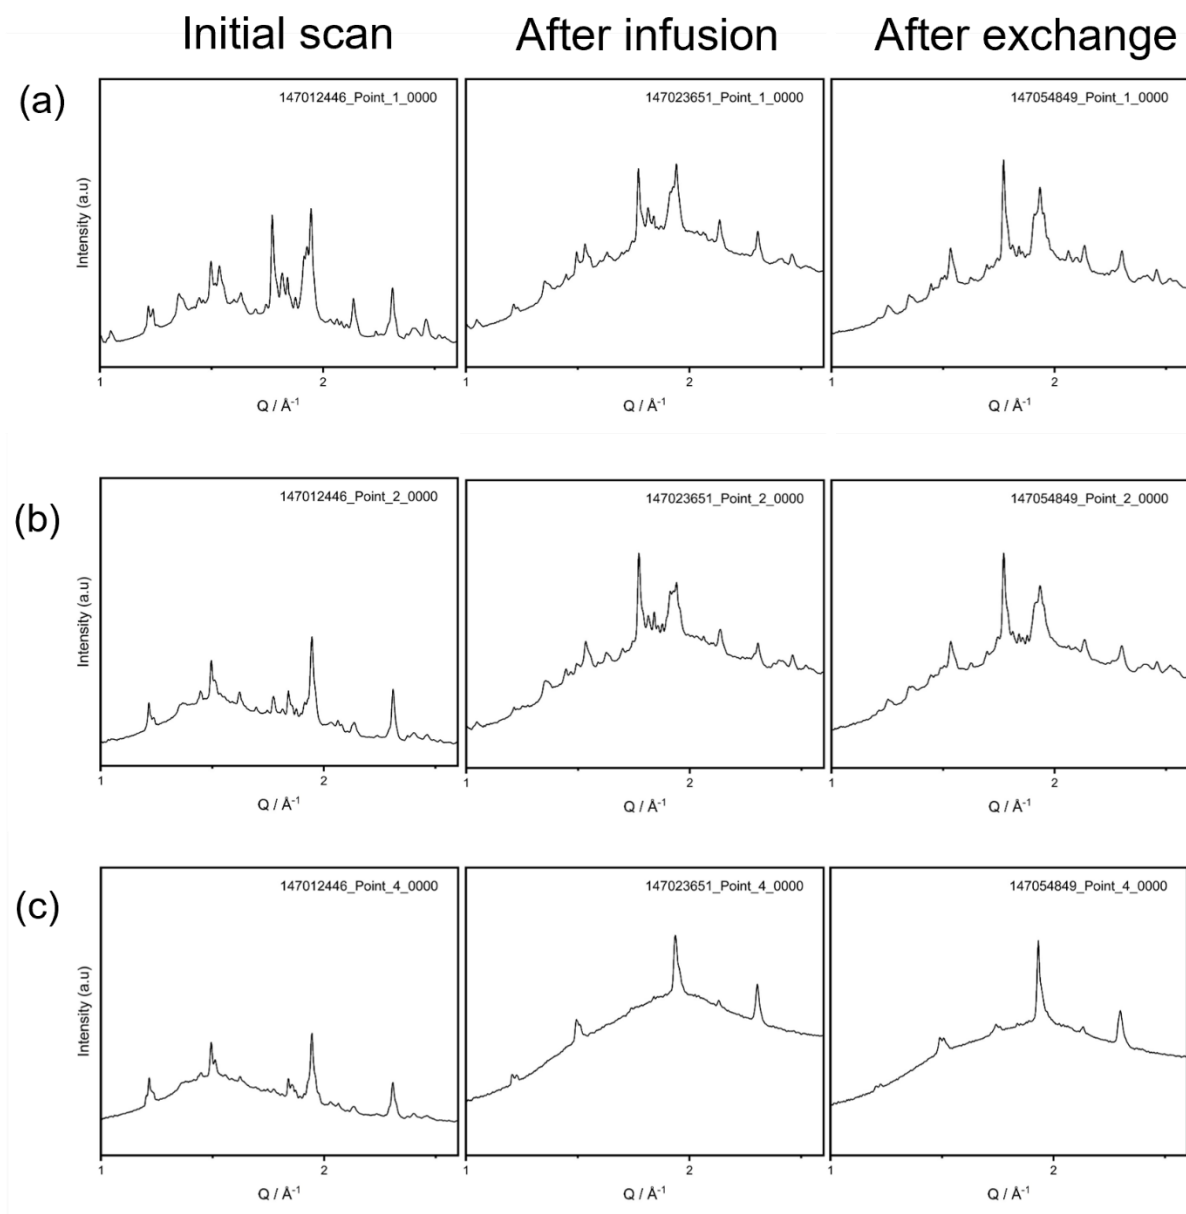 Initial scan After infusion After exchange
(a)
147012446_Point_1_0000 147023651_Point_1_0000 147054849_Point_1_0000
Intensity (a.u)
1 2 1 2 1 2
Q / Å⁻¹ Q / Å⁻¹ Q / Å⁻¹
(b)
147012446_Point_2_0000 147023651_Point_2_0000 147054849_Point_2_0000
Intensity (a.u)
1 2 1 2 1 2
Q / Å⁻¹ Q / Å⁻¹ Q / Å⁻¹
(c)
147012446_Point_4_0000 147023651_Point_4_0000 147054849_Point_4_0000
Intensity (a.u)
1 2 1 2 1 2
Q / Å⁻¹ Q / Å⁻¹ Q / Å⁻¹